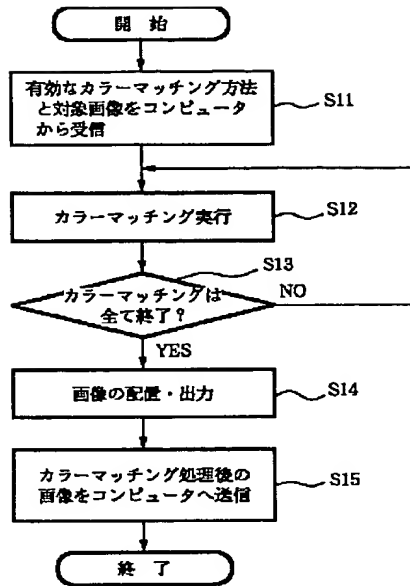 開 始
有効なカラーマッチング方法
と対象画像をコンピュータ
から受信
S11
カラーマッチング実行
S12
S13
カラーマッチングは
全て終了?
NO
YES
画像の配置・出力
S14
カラーマッチング処理後の
画像をコンピュータへ送信
S15
終 了